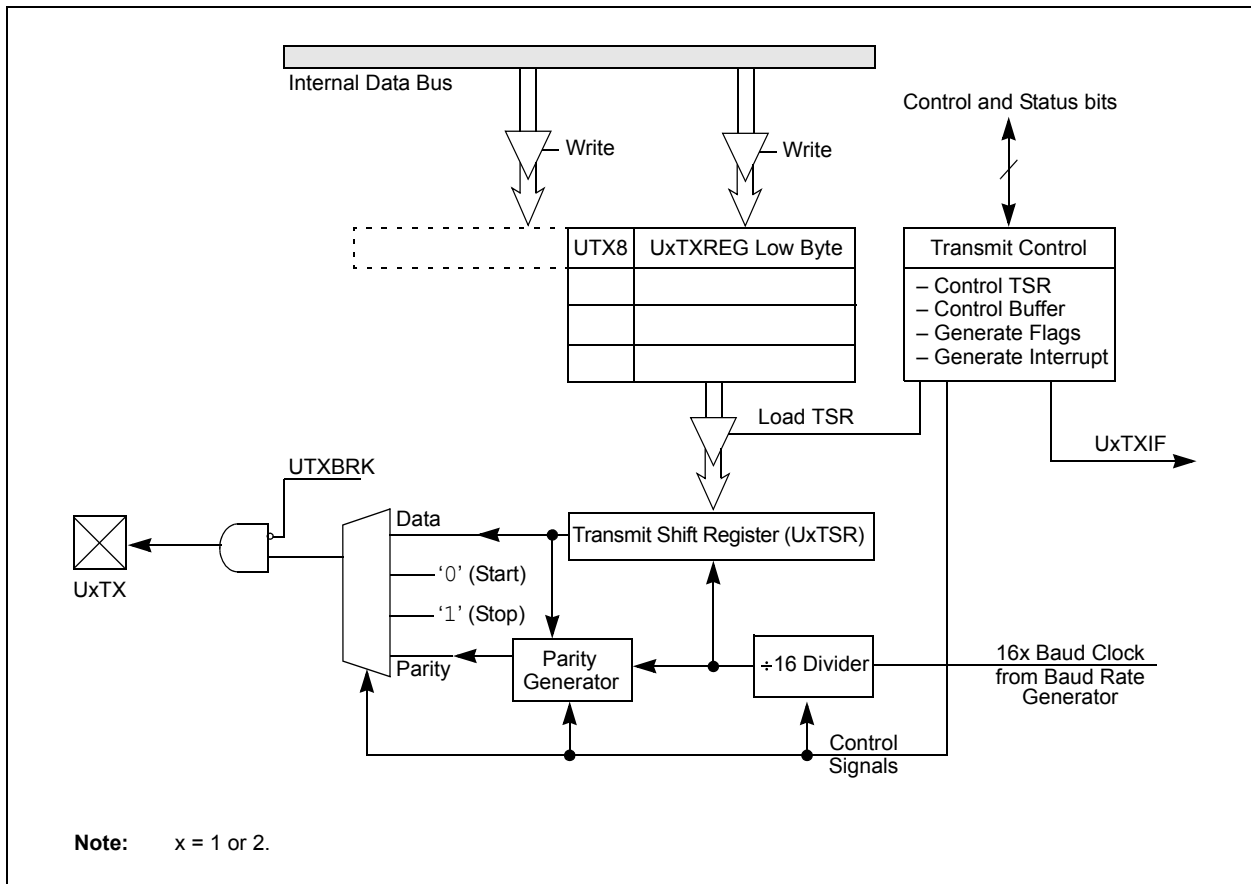 Internal Data Bus
Control and Status bits
Write
Write
UTX8
UxTXREG Low Byte
Transmit Control
– Control TSR
– Control Buffer
– Generate Flags
– Generate Interrupt
Load TSR
UxTXIF
UTXBRK
Data
Transmit Shift Register (UxTSR)
UxTX
‘0’ (Start)
‘1’ (Stop)
Parity
Parity
Generator
÷16 Divider
16x Baud Clock
from Baud Rate
Generator
Control
Signals
Note: x = 1 or 2.